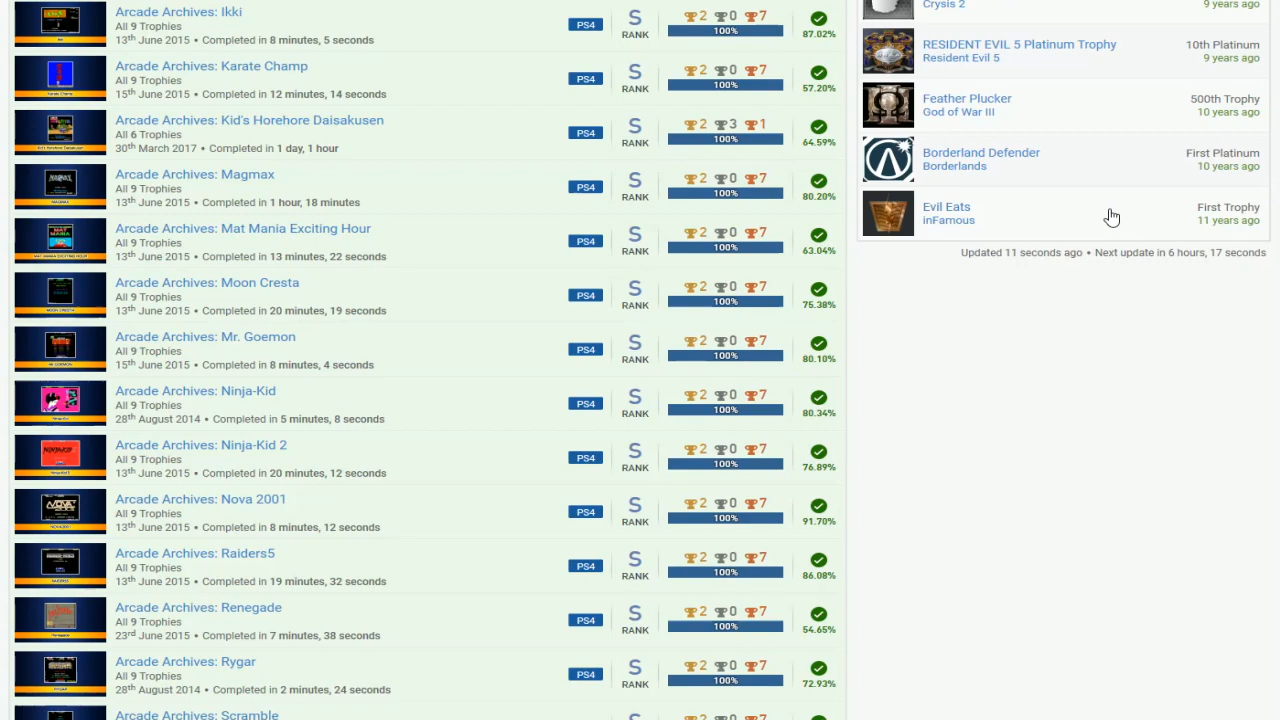 Arcade Archives: Ikki
All 9 Trophies
13th June 2015 • Completed in 8 minutes, 5 seconds
PS4
S
RANK
2 0 7
100%
87.02%
Arcade Archives: Karate Chmp
All 9 Trophies
15th June 2015 • Completed in 12 minutes, 14 seconds
PS4
S
RANK
2 0 7
100%
57.20%
Arcade Archives: Kid's Horehore Daisakusen
All 6 Trophies
30th March 2017 • Completed in 1 day, 1 hour
PS4
S
RANK
2 3 1
100%
64.59%
Arcade Archives: Magmax
All 9 Trophies
13th June 2015 • Completed in 1 hour, 18 minutes
PS4
S
RANK
2 0 7
100%
80.20%
Arcade Archives: Mat Mania Exciting Hour
All 9 Trophies
28th June 2015 • Completed in 13 minutes, 22 seconds
PS4
S
RANK
2 0 7
100%
63.04%
Arcade Archives: Moon Cresta
All 9 Trophies
13th June 2015 • Completed in 20 minutes, 19 seconds
PS4
S
RANK
2 0 7
100%
75.38%
Arcade Archives: Mr. Goemon
All 9 Trophies
15th June 2015 • Completed in 8 minutes, 4 seconds
PS4
S
RANK
2 0 7
100%
80.10%
Arcade Archives: Ninja-Kid
All 9 Trophies
August 2014 • Completed in 5 minutes, 8 seconds
PS4
S
RANK
2 0 7
100%
80.34%
Arcade Archives: Ninja-Kid 2
All 9 Trophies
13th June 2015 • Completed in 20 minutes, 12 seconds
PS4
S
RANK
2 0 7
100%
76.89%
Arcade Archives: Nova 2001
All 9 Trophies
13th June 2015 • Completed in 8 minutes, 12 seconds
PS4
S
RANK
2 0 7
100%
91.70%
Arcade Archives: Raiders5
All 9 Trophies
13th June 2015 • Completed in 19 minutes, 32 seconds
PS4
S
RANK
2 0 7
100%
86.08%
Arcade Archives: Renegade
All 9 Trophies
23rd June 2015 • Completed in 7 minutes, 38 seconds
PS4
S
RANK
2 0 7
100%
54.65%
Arcade Archives: Rygar
All 9 Trophies
28th August 2014 • Completed in 2 minutes, 24 seconds
PS4
S
RANK
2 0 7
100%
72.93%
Arcade Archives: Scramble
2 0 7
Crysis 2
9 years ago
RESIDENT EVIL 5 Platinum Trophy
10th Platinum
Resident Evil 5
9 years ago
Feather Plucker
500th Trophy
God of War III
10 years ago
Borderland Defender
First Platinum
Borderlands
10 years ago
Evil Eats
First Trophy
inFamous
11 years ago
Updated 11 seconds ago • Next update in 6 hours, 17 seconds